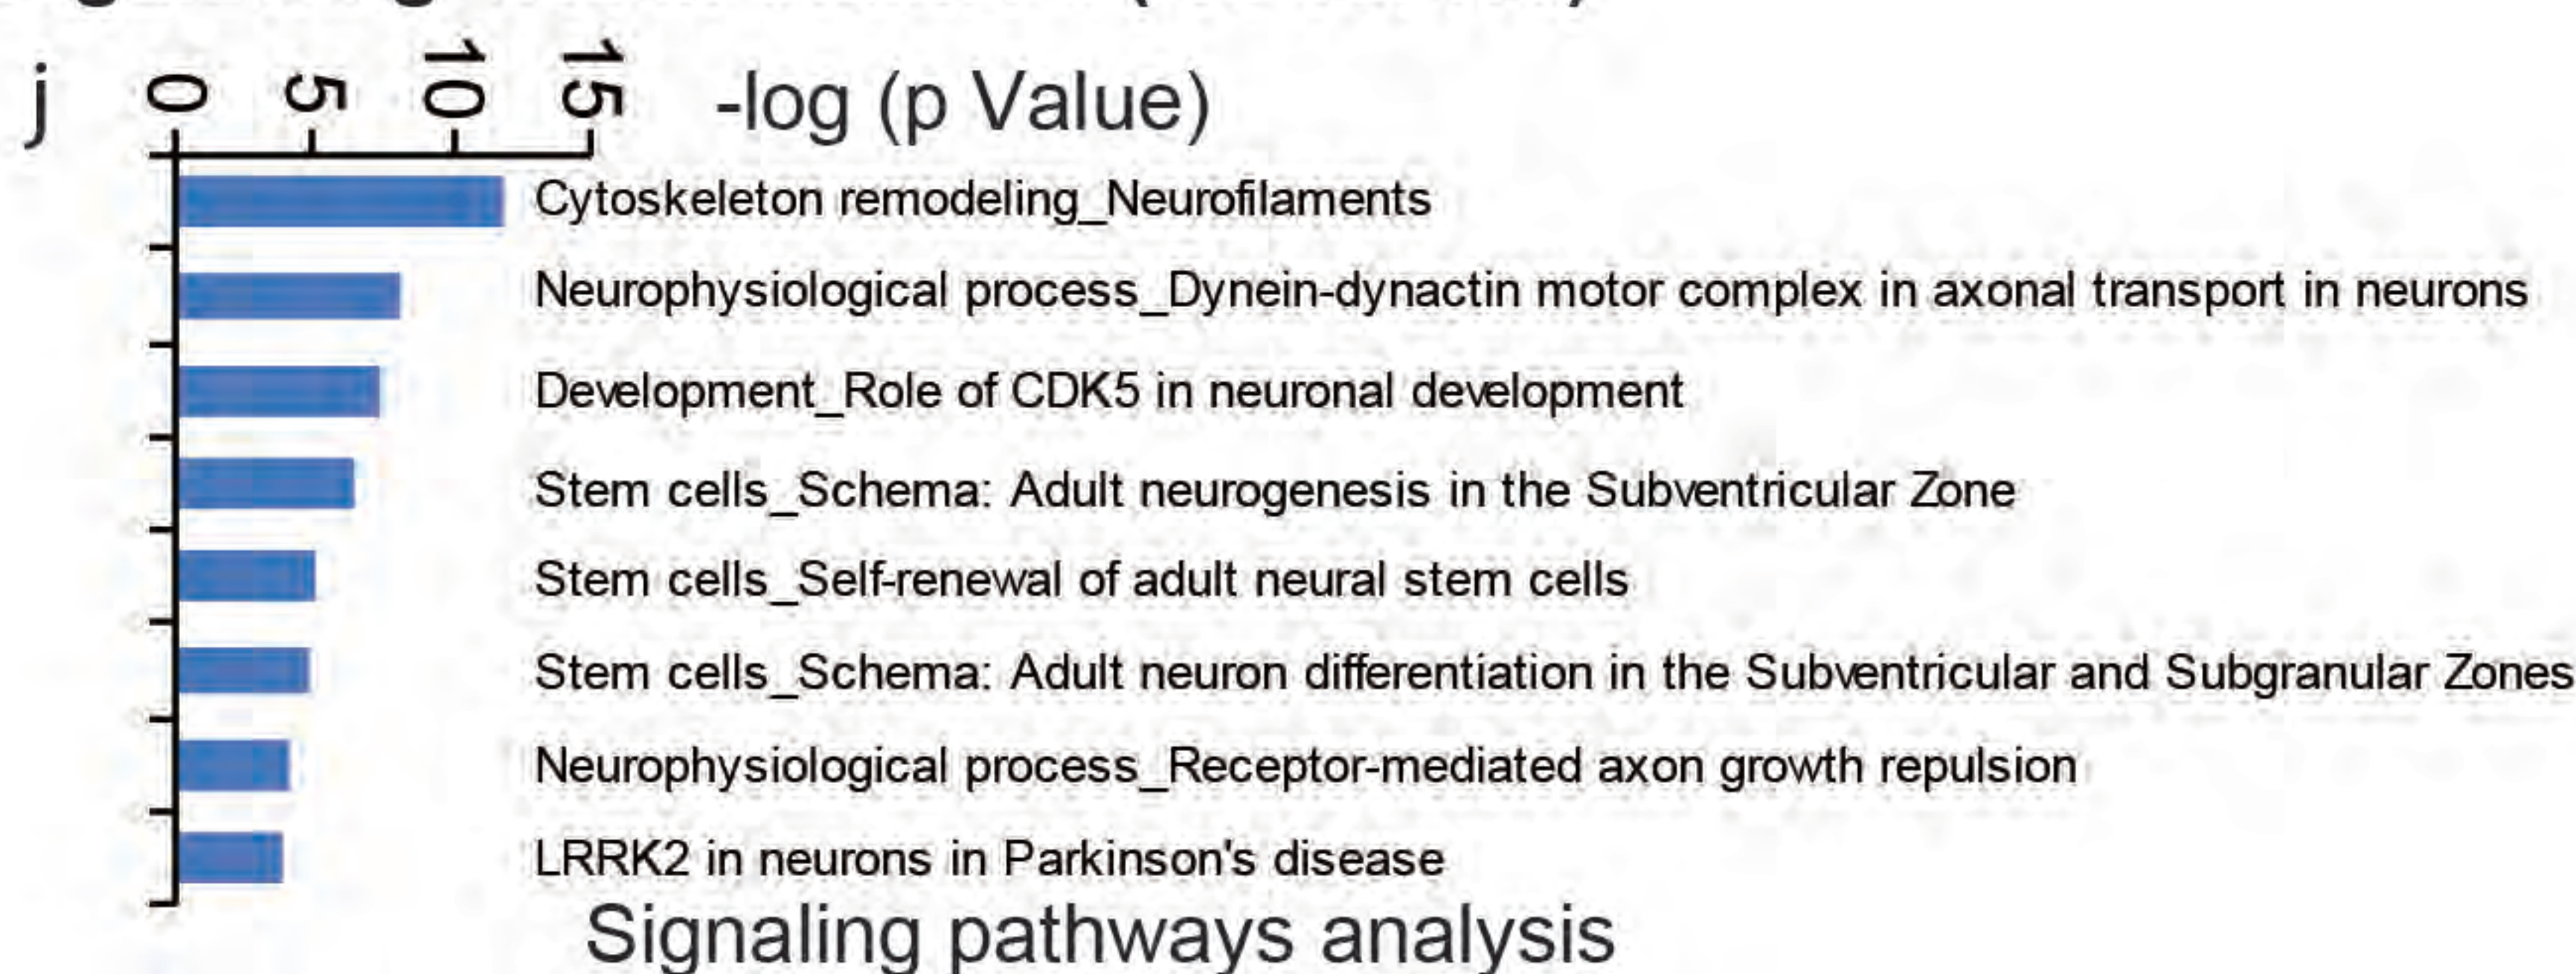 j
0 5 10 15
-log (p Value)
Cytoskeleton remodeling_Neurofilaments
Neurophysiological process_Dynein-dynactin motor complex in axonal transport in neurons
Development_Role of CDK5 in neuronal development
Stem cells_Schema: Adult neurogenesis in the Subventricular Zone
Stem cells_Self-renewal of adult neural stem cells
Stem cells_Schema: Adult neuron differentiation in the Subventricular and Subgranular Zones
Neurophysiological process_Receptor-mediated axon growth repulsion
LRRK2 in neurons in Parkinson's disease
Signaling pathways analysis